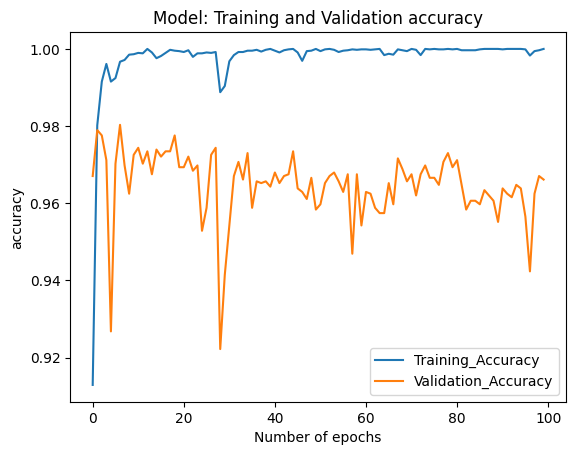 Model: Training and Validation accuracy
1.00
0.98
0.96
0.94
0.92
accuracy
0
20
40
60
80
100
Number of epochs
Training_Accuracy
Validation_Accuracy